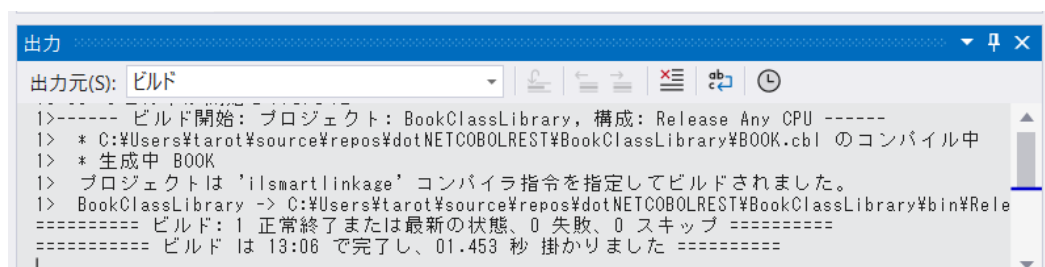 出力
出力元(S): ビルド
1>------ ビルド開始: プロジェクト: BookClassLibrary, 構成: Release Any CPU ------
1>  * C:¥Users¥tarot¥source¥repos¥dotNETCOBOLREST¥BookClassLibrary¥BOOK.cbl のコンパイル中
1>  * 生成中 BOOK
1>  プロジェクトは 'ilsmartlinkage' コンパイラ指令を指定してビルドされました。
1>  BookClassLibrary -> C:¥Users¥tarot¥source¥repos¥dotNETCOBOLREST¥BookClassLibrary¥bin¥Rele
========== ビルド: 1 正常終了または最新の状態、0 失敗、0 スキップ ==========
========== ビルド は 13:06 で完了し、01.453 秒 掛かりました ==========